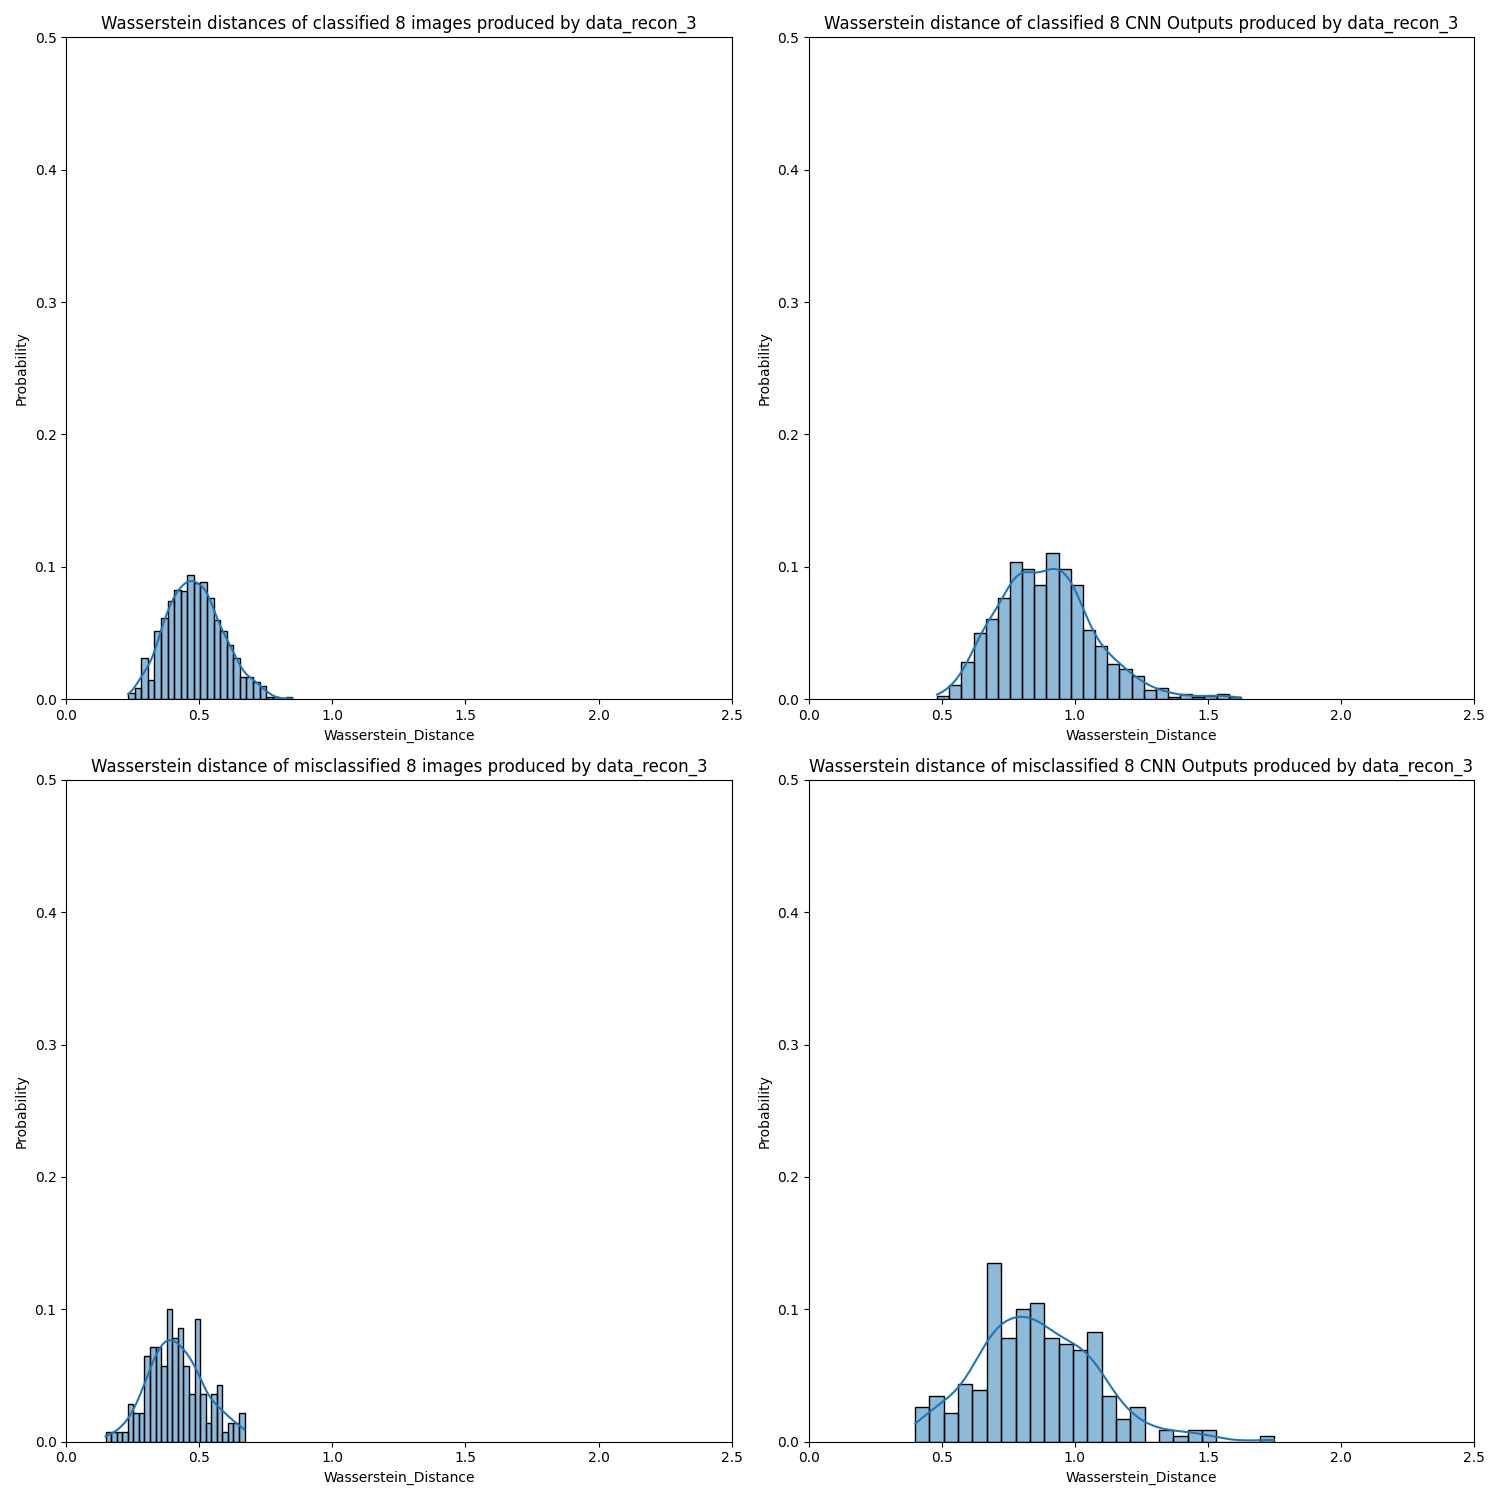 Wasserstein distances of classified 8 images produced by data_recon_3
0.5
0.4
0.3
0.2
0.1
0.0
Probability
0.0 0.5 1.0 1.5 2.0 2.5
Wasserstein_Distance
Wasserstein distance of classified 8 CNN Outputs produced by data_recon_3
0.5
0.4
0.3
0.2
0.1
0.0
Probability
0.0 0.5 1.0 1.5 2.0 2.5
Wasserstein_Distance
Wasserstein distance of misclassified 8 images produced by data_recon_3
0.5
0.4
0.3
0.2
0.1
0.0
Probability
0.0 0.5 1.0 1.5 2.0 2.5
Wasserstein_Distance
Wasserstein distance of misclassified 8 CNN Outputs produced by data_recon_3
0.5
0.4
0.3
0.2
0.1
0.0
Probability
0.0 0.5 1.0 1.5 2.0 2.5
Wasserstein_Distance